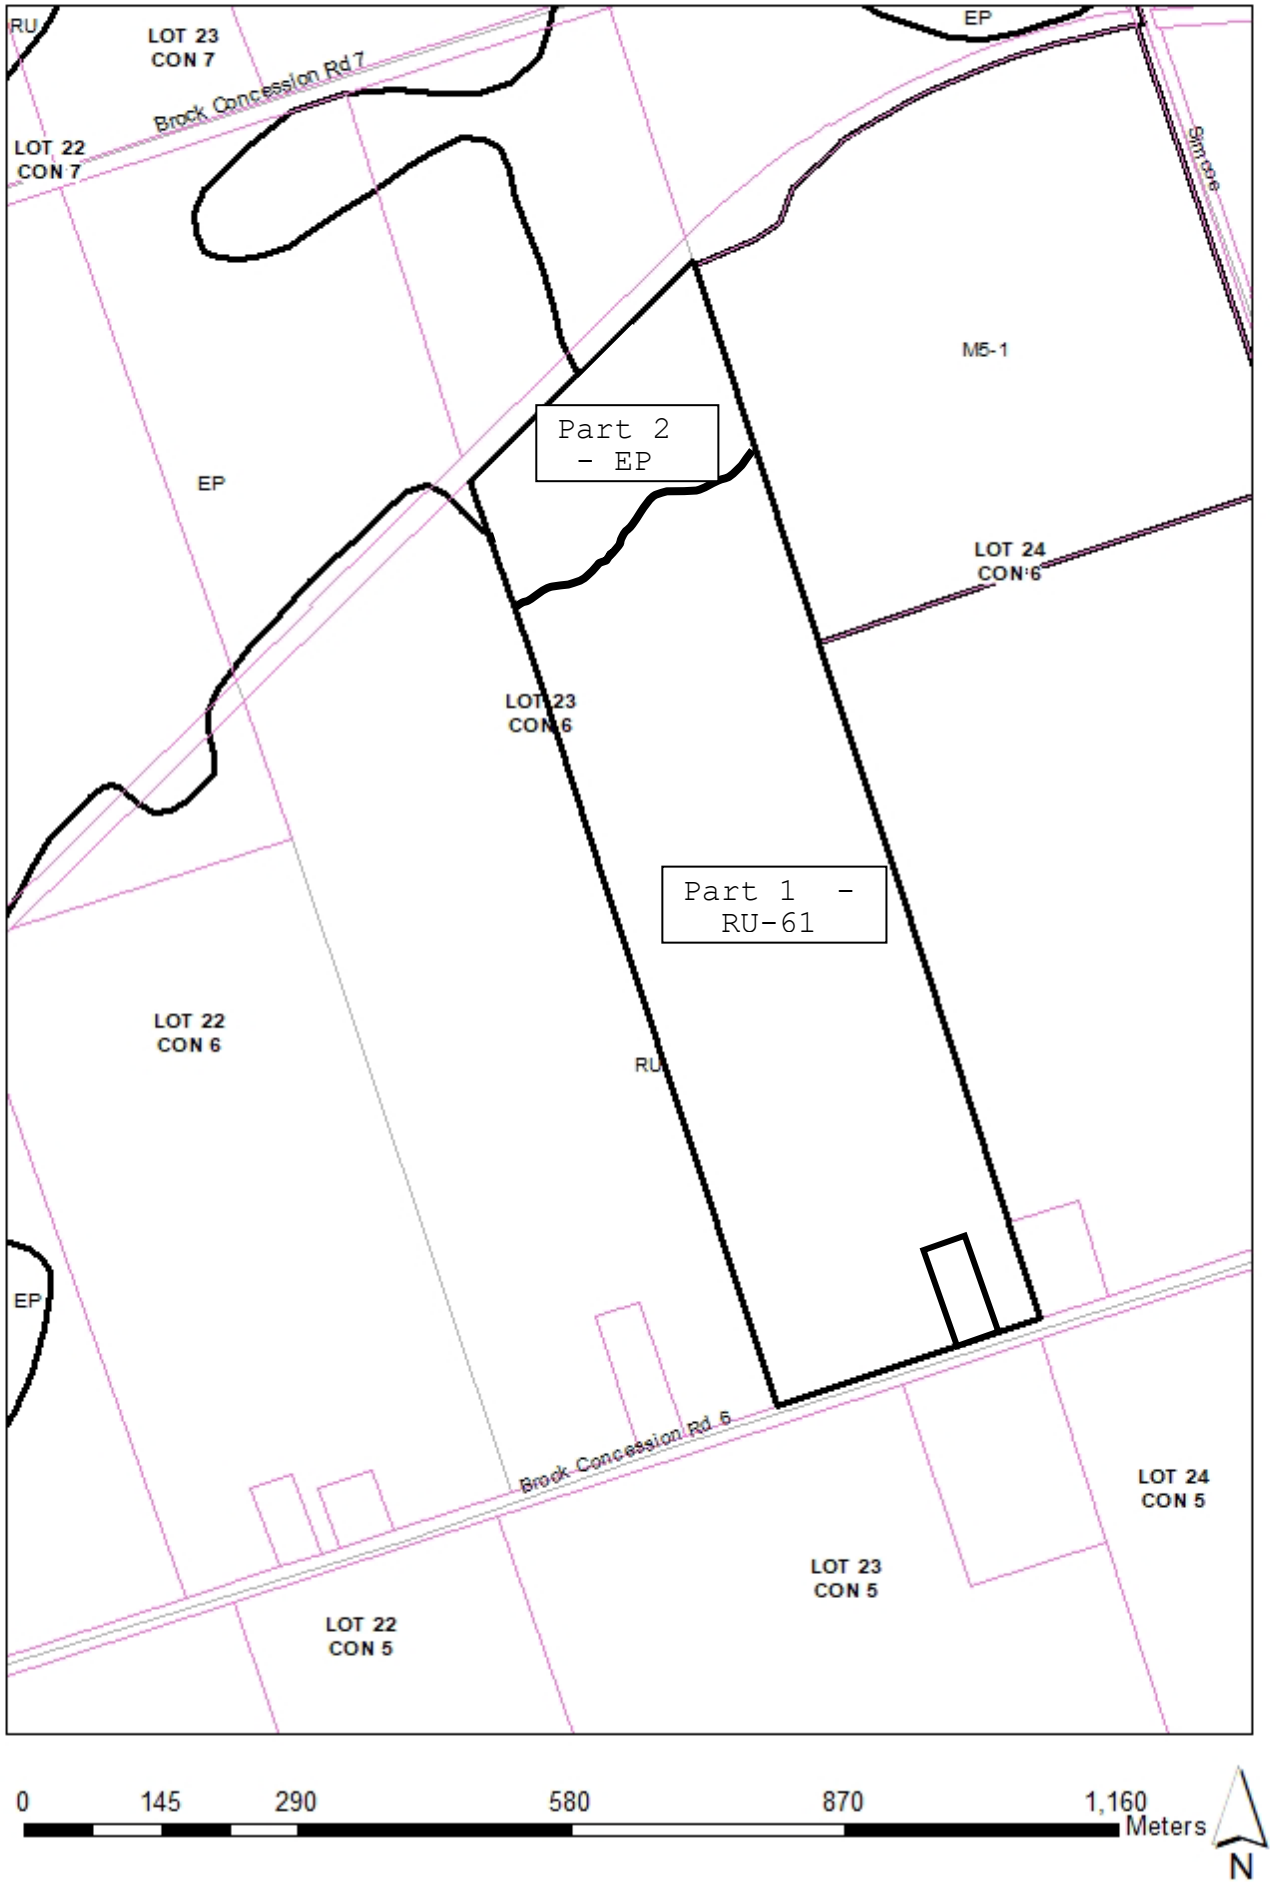 RU
LOT 23
CON 7
EP
Brock Concession Rd 7
LOT 22
CON 7
Simcoe
M5-1
Part 2
- EP
EP
LOT 24
CON 6
LOT 23
CON 6
Part 1 -
RU-61
LOT 22
CON 6
RU
EP
Brock Concession Rd 6
LOT 24
CON 5
LOT 23
CON 5
LOT 22
CON 5
0 145 290 580 870 1,160
Meters
N